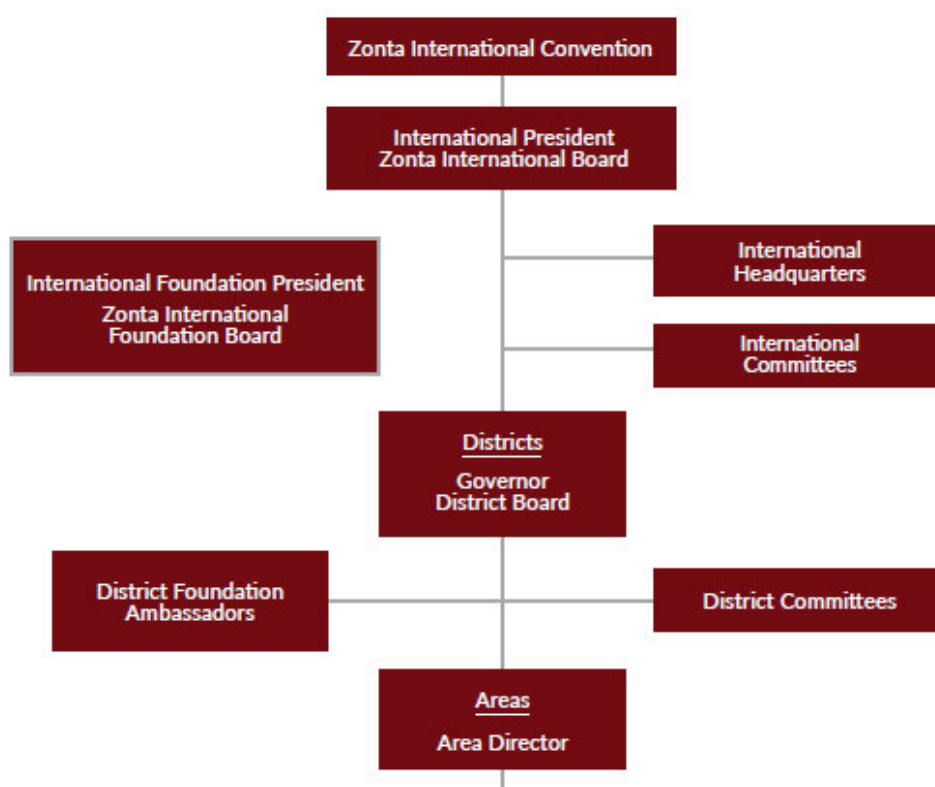 Zonta International Convention
International President
Zonta International Board
International
Headquarters
International Foundation President
Zonta International
Foundation Board
International
Committees
Districts
Governor
District Board
District Foundation
Ambassadors
District Committees
Areas
Area Director